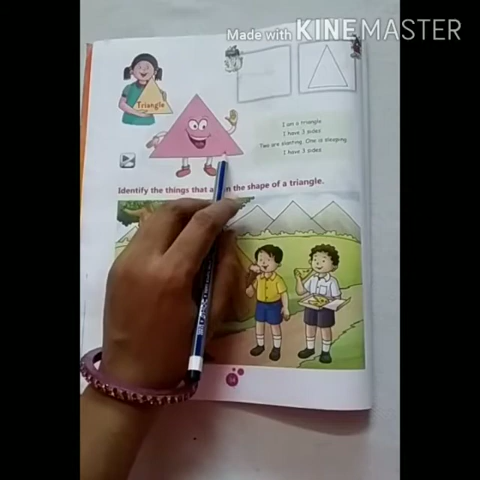 Made with KINEMASTER
Triangle
I am a triangle.
I have 3 sides
Two are slanting. One is sleeping.
I have 3 sides
Identify the things that a in the shape of a triangle.